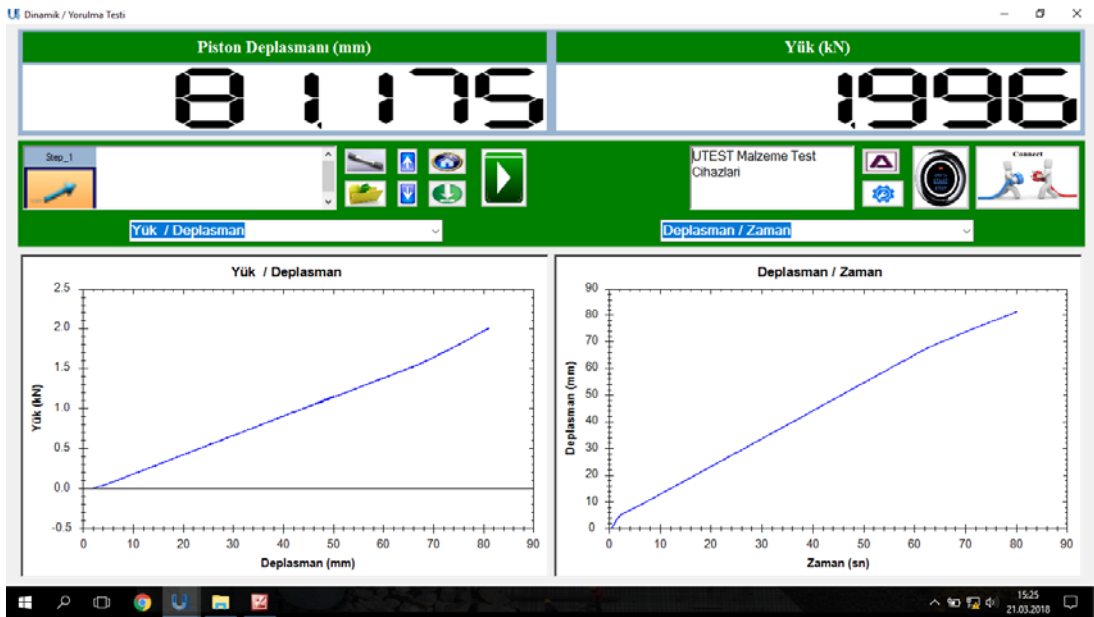 Dinamik / Yorulma Testi
Piston Deplasmanı (mm)
Yük (kN)
81.175
1.996
Step_1
UTEST Malzeme Test
Cihazlari
Connect
Yük / Deplasman
Deplasman / Zaman
Yük / Deplasman
2.5
2.0
1.5
1.0
0.5
0.0
-0.5
Yük (kN)
0 10 20 30 40 50 60 70 80 90
Deplasman (mm)
Deplasman / Zaman
90
80
70
60
50
40
30
20
10
0
Deplasman (mm)
0 10 20 30 40 50 60 70 80 90
Zaman (sn)
15:25
21.03.2018